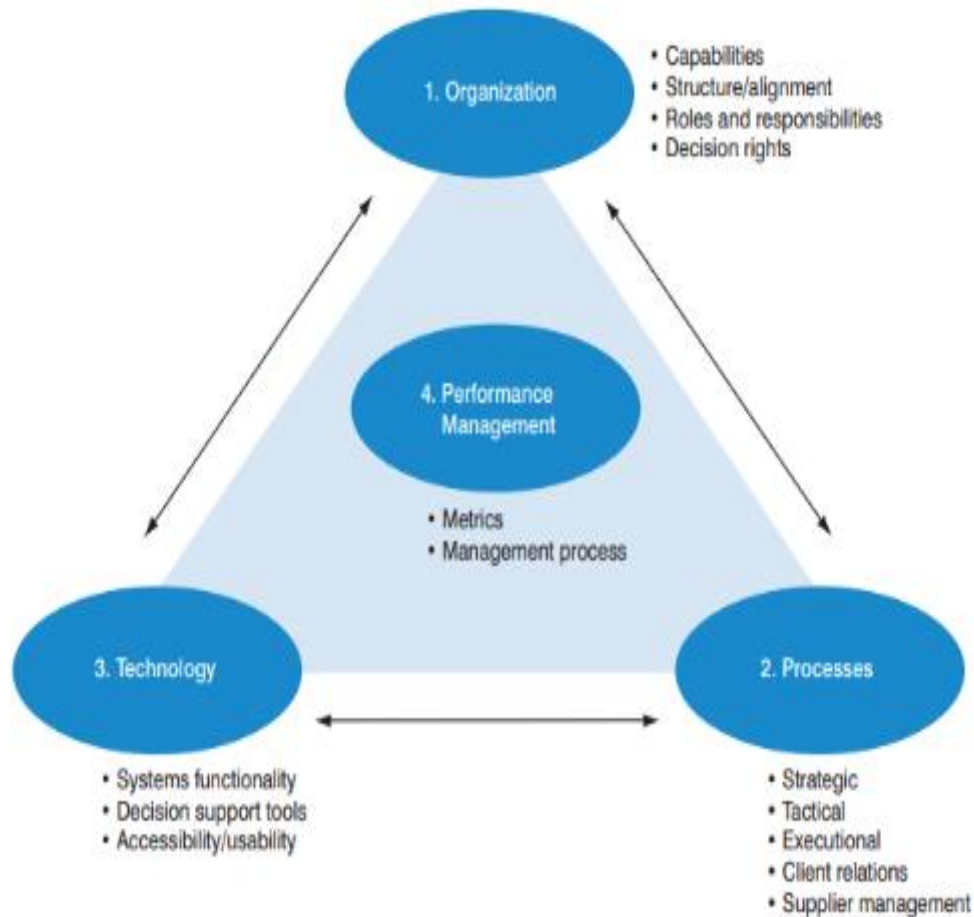 1. Organization
• Capabilities
• Structure/alignment
• Roles and responsibilities
• Decision rights
4. Performance
Management
• Metrics
• Management process
3. Technology
• Systems functionality
• Decision support tools
• Accessibility/usability
2. Processes
• Strategic
• Tactical
• Executional
• Client relations
• Supplier management